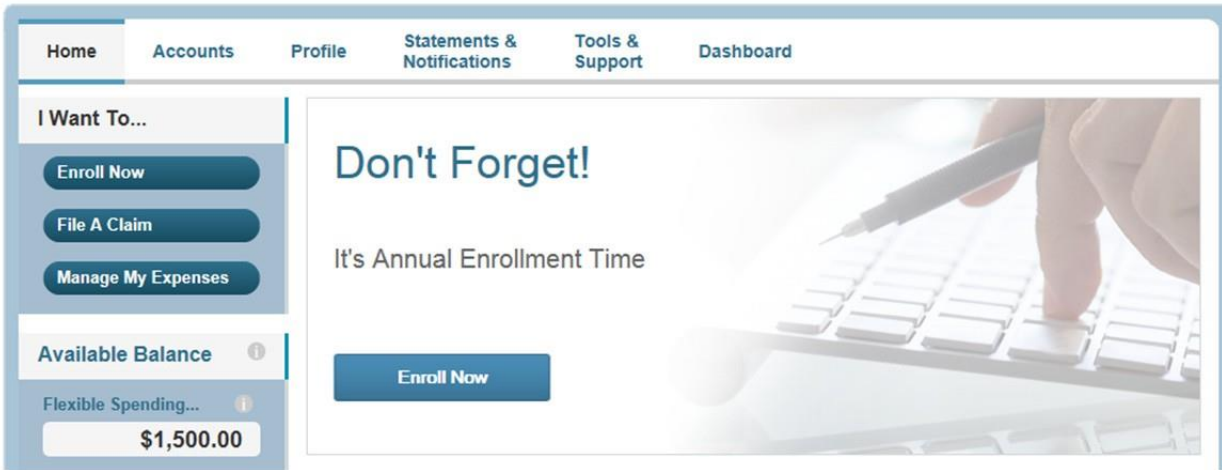 Home
Accounts
Profile
Statements &
Notifications
Tools &
Support
Dashboard
I Want To...
Enroll Now
File A Claim
Manage My Expenses
Available Balance
Flexible Spending...
$1,500.00
Don't Forget!
It's Annual Enrollment Time
Enroll Now